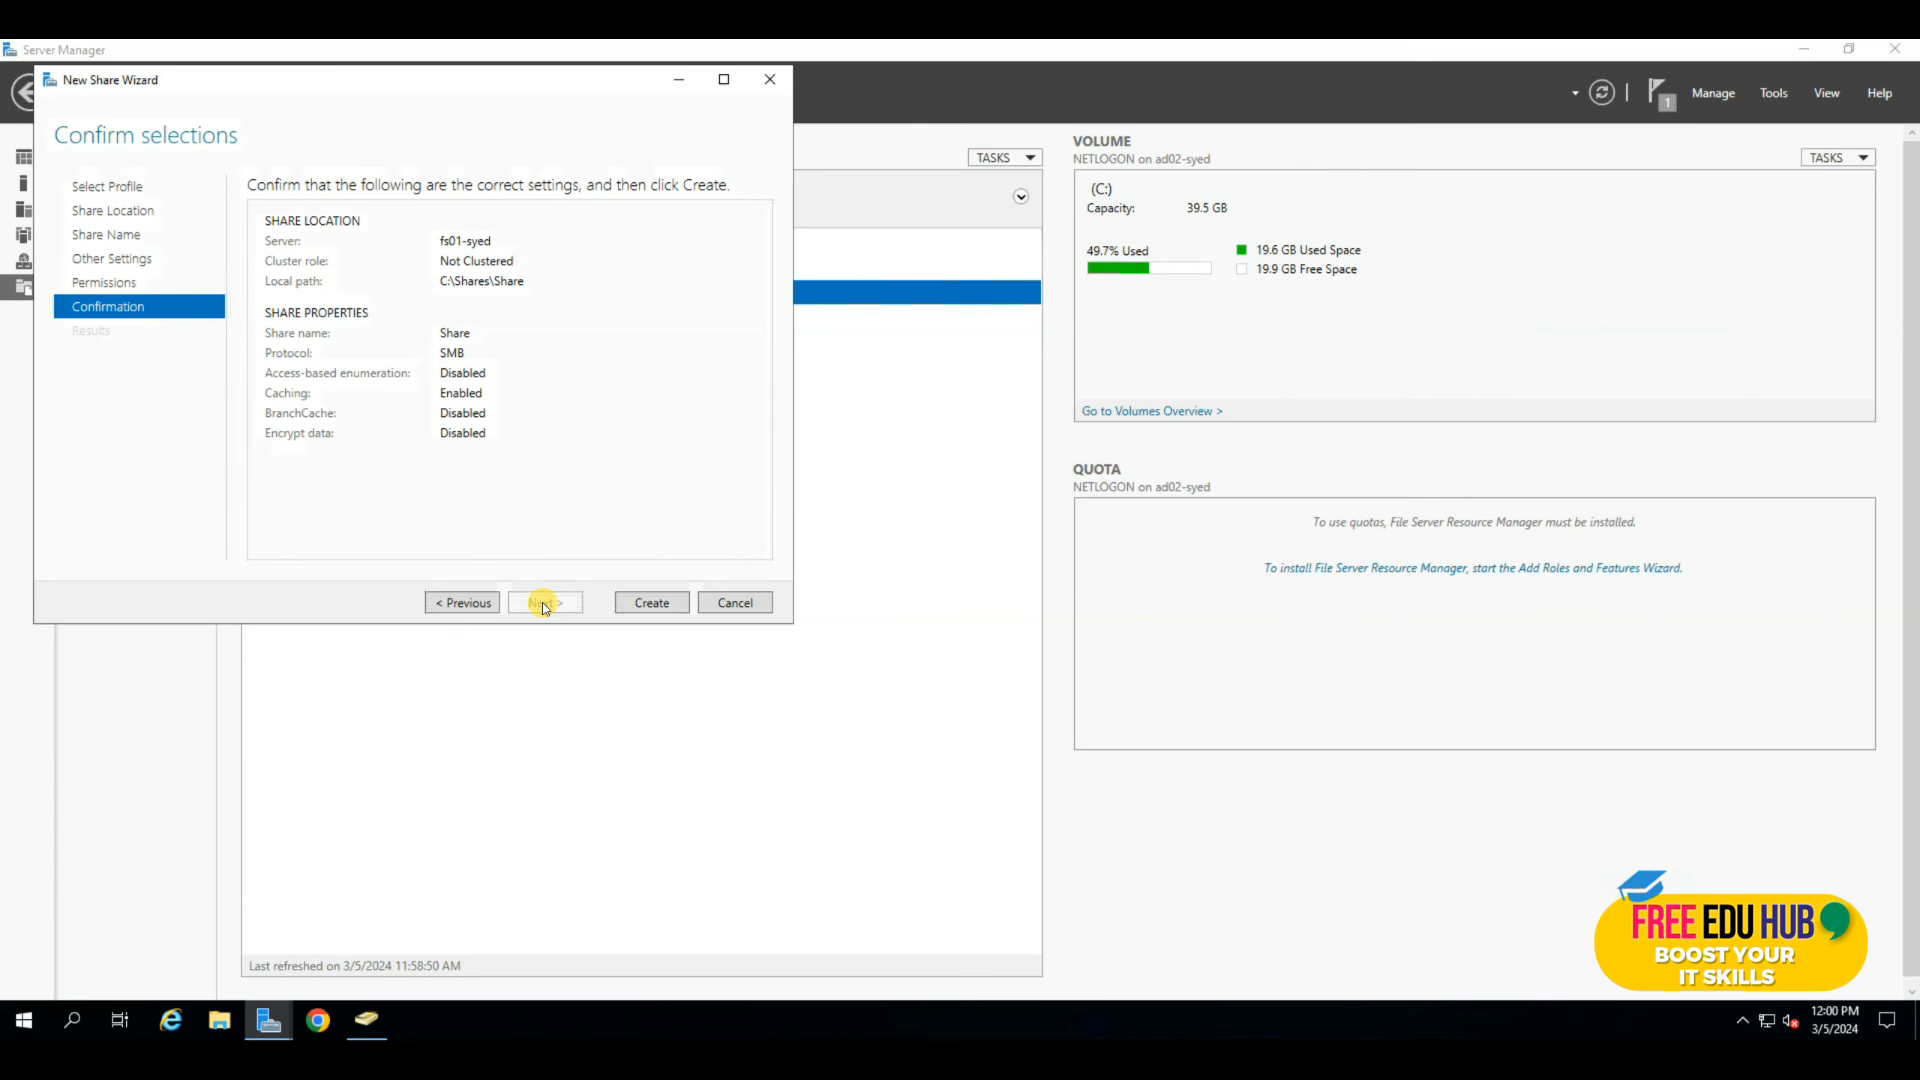 Server Manager
New Share Wizard
Manage
Tools
View
Help
1
Confirm selections
Select Profile
Share Location
Share Name
Other Settings
Permissions
Confirmation
Results
Confirm that the following are the correct settings, and then click Create.
SHARE LOCATION
Server: fs01-syed
Cluster role: Not Clustered
Local path: C:\Shares\Share
SHARE PROPERTIES
Share name: Share
Protocol: SMB
Access-based enumeration: Disabled
Caching: Enabled
BranchCache: Disabled
Encrypt data: Disabled
< Previous
Next >
Create
Cancel
TASKS
Last refreshed on 3/5/2024 11:58:50 AM
VOLUME
NETLOGON on ad02-syed
TASKS
(C:)
Capacity: 39.5 GB
49.7% Used
19.6 GB Used Space
19.9 GB Free Space
Go to Volumes Overview >
QUOTA
NETLOGON on ad02-syed
To use quotas, File Server Resource Manager must be installed.
To install File Server Resource Manager, start the Add Roles and Features Wizard.
FREE EDU HUB
BOOST YOUR
IT SKILLS
12:00 PM
3/5/2024